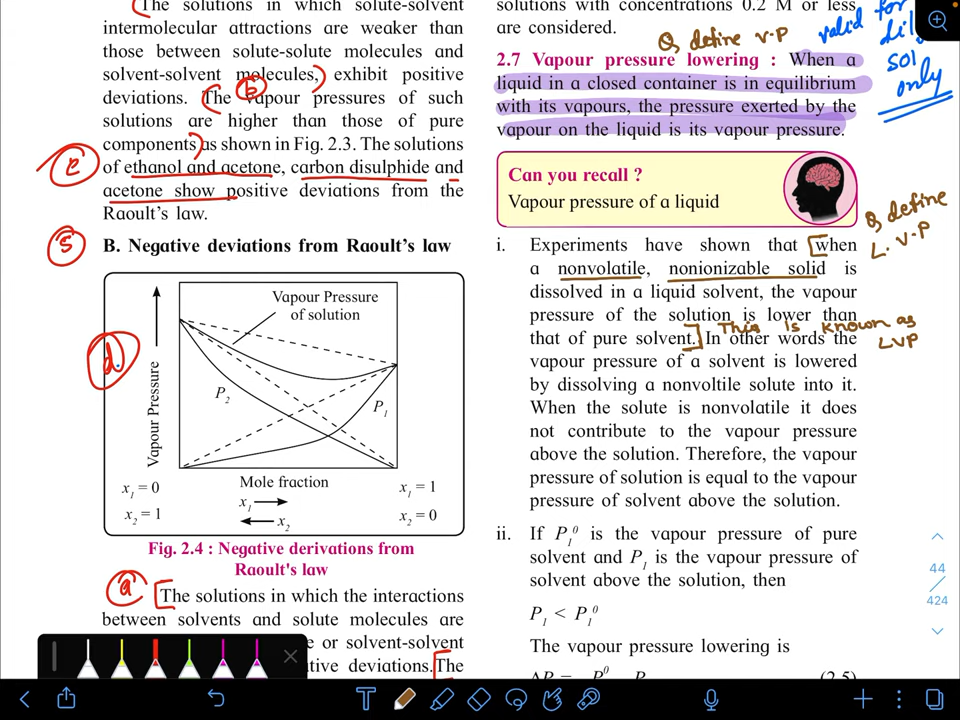 The solutions in which solute-solvent
intermolecular attractions are weaker than
those between solute-solute molecules and
solvent-solvent molecules, exhibit positive
b
deviations. The vapour pressures of such
solutions are higher than those of pure
components as shown in Fig. 2.3. The solutions
c
of ethanol and acetone, carbon disulphide and
acetone show positive deviations from the
Raoult's law.
5
B. Negative deviations from Raoult's law
Vapour Pressure
of solution
d.
Vapour Pressure
P2
P1
x1 = 0
Mole fraction
x1 = 1
x1
x2 = 1
x2
x2 = 0
Fig. 2.4 : Negative derivations from
Raoult's law
a
The solutions in which the interactions
between solvents and solute molecules are
e or solvent-solvent
tive deviations. The
solutions with concentrations 0.2 M or less
are considered.
Q define V.P
valid for
dil.
sol
only
2.7 Vapour pressure lowering : When a
liquid in a closed container is in equilibrium
with its vapours, the pressure exerted by the
vapour on the liquid is its vapour pressure.
Can you recall ?
Vapour pressure of a liquid
Q define
L. V.P
i. Experiments have shown that when
a nonvolatile, nonionizable solid is
dissolved in a liquid solvent, the vapour
pressure of the solution is lower than
This is known as
LVP
that of pure solvent. In other words the
vapour pressure of a solvent is lowered
by dissolving a nonvoltile solute into it.
When the solute is nonvolatile it does
not contribute to the vapour pressure
above the solution. Therefore, the vapour
pressure of solution is equal to the vapour
pressure of solvent above the solution.
ii. If P1⁰ is the vapour pressure of pure
solvent and P1 is the vapour pressure of
solvent above the solution, then
P1 < P1⁰
The vapour pressure lowering is
44
424